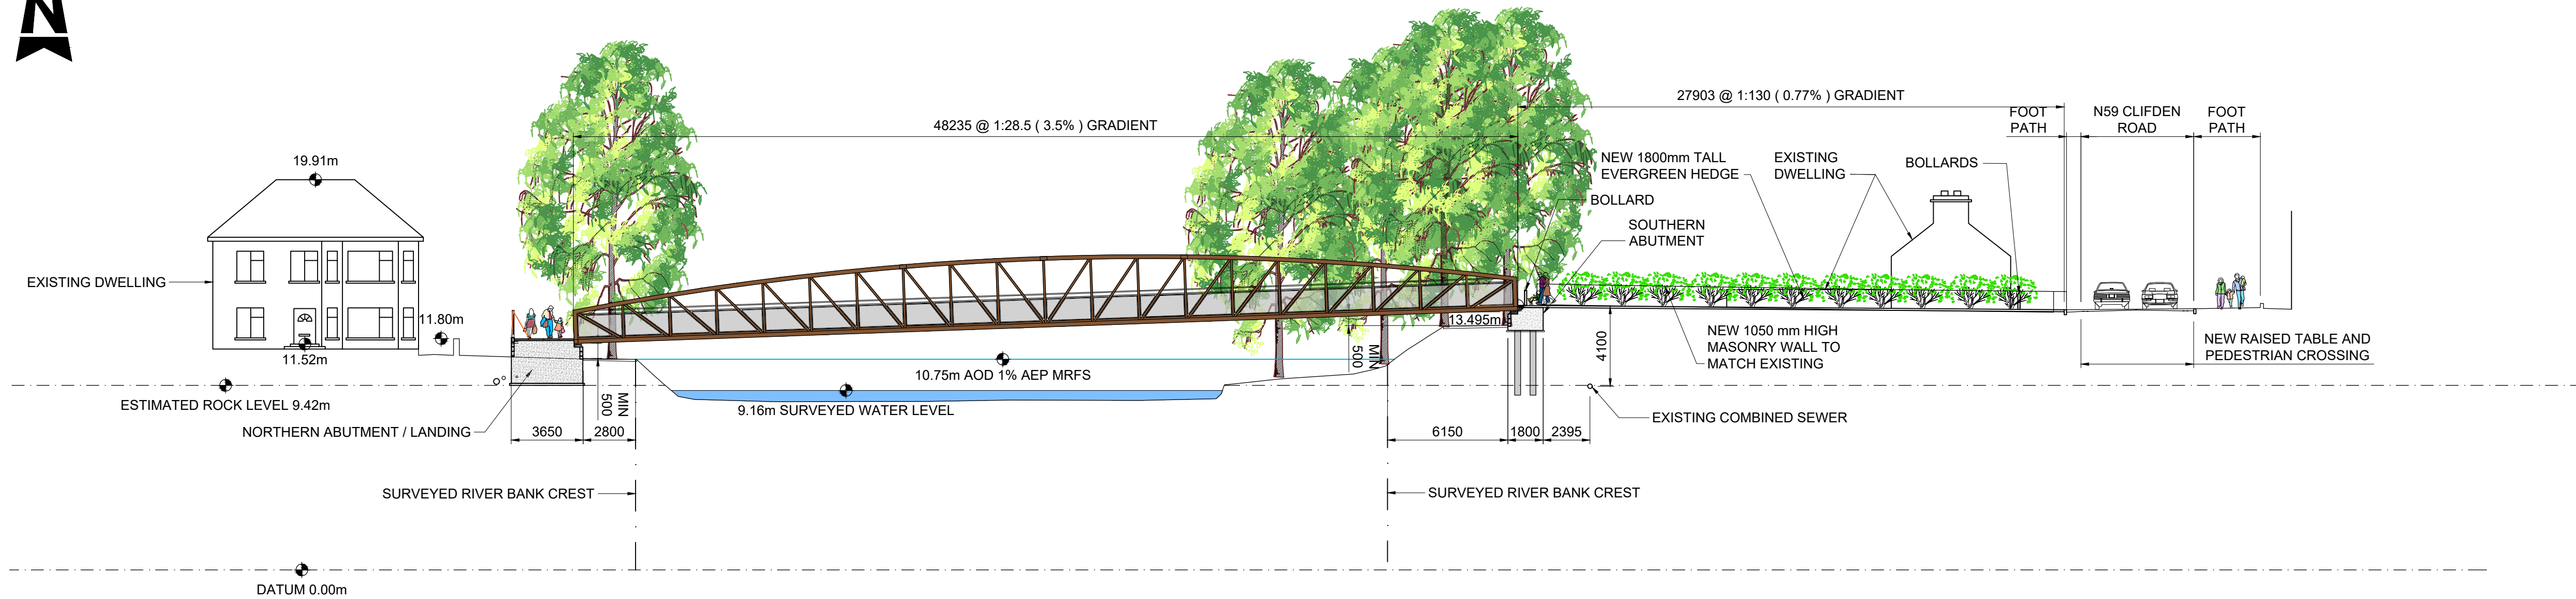 N
48235 @ 1:28.5 ( 3.5% ) GRADIENT
27903 @ 1:130 ( 0.77% ) GRADIENT
FOOT
PATH
N59 CLIFDEN
ROAD
FOOT
PATH
19.91m
NEW 1800mm TALL
EVERGREEN HEDGE
EXISTING
DWELLING
BOLLARDS
BOLLARD
SOUTHERN
ABUTMENT
EXISTING DWELLING
11.80m
11.52m
13.495m
MIN
500
4100
NEW 1050 mm HIGH
MASONRY WALL TO
MATCH EXISTING
NEW RAISED TABLE AND
PEDESTRIAN CROSSING
10.75m AOD 1% AEP MRFS
ESTIMATED ROCK LEVEL 9.42m
MIN
500
9.16m SURVEYED WATER LEVEL
EXISTING COMBINED SEWER
NORTHERN ABUTMENT / LANDING
3650
2800
6150
1800
2395
SURVEYED RIVER BANK CREST
SURVEYED RIVER BANK CREST
DATUM 0.00m